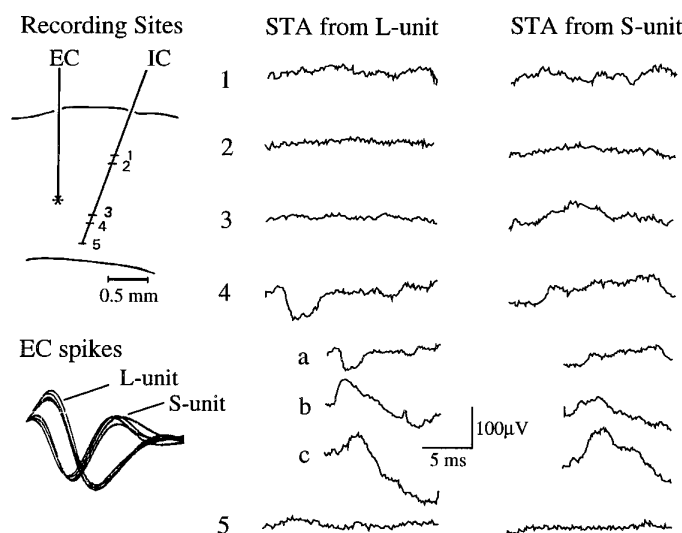 Recording Sites
EC
IC
1
2
*
3
4
5
0.5 mm
EC spikes
L-unit
S-unit
STA from L-unit
STA from S-unit
1
2
3
4
a
b
c
100μV
5 ms
5